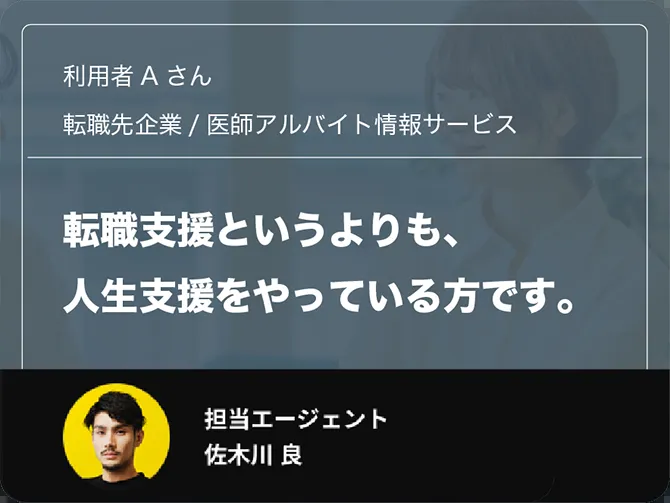 利用者 A さん
転職先企業 / 医師アルバイト情報サービス
転職支援というよりも、
人生支援をやっている方です。
担当エージェント
佐木川 良